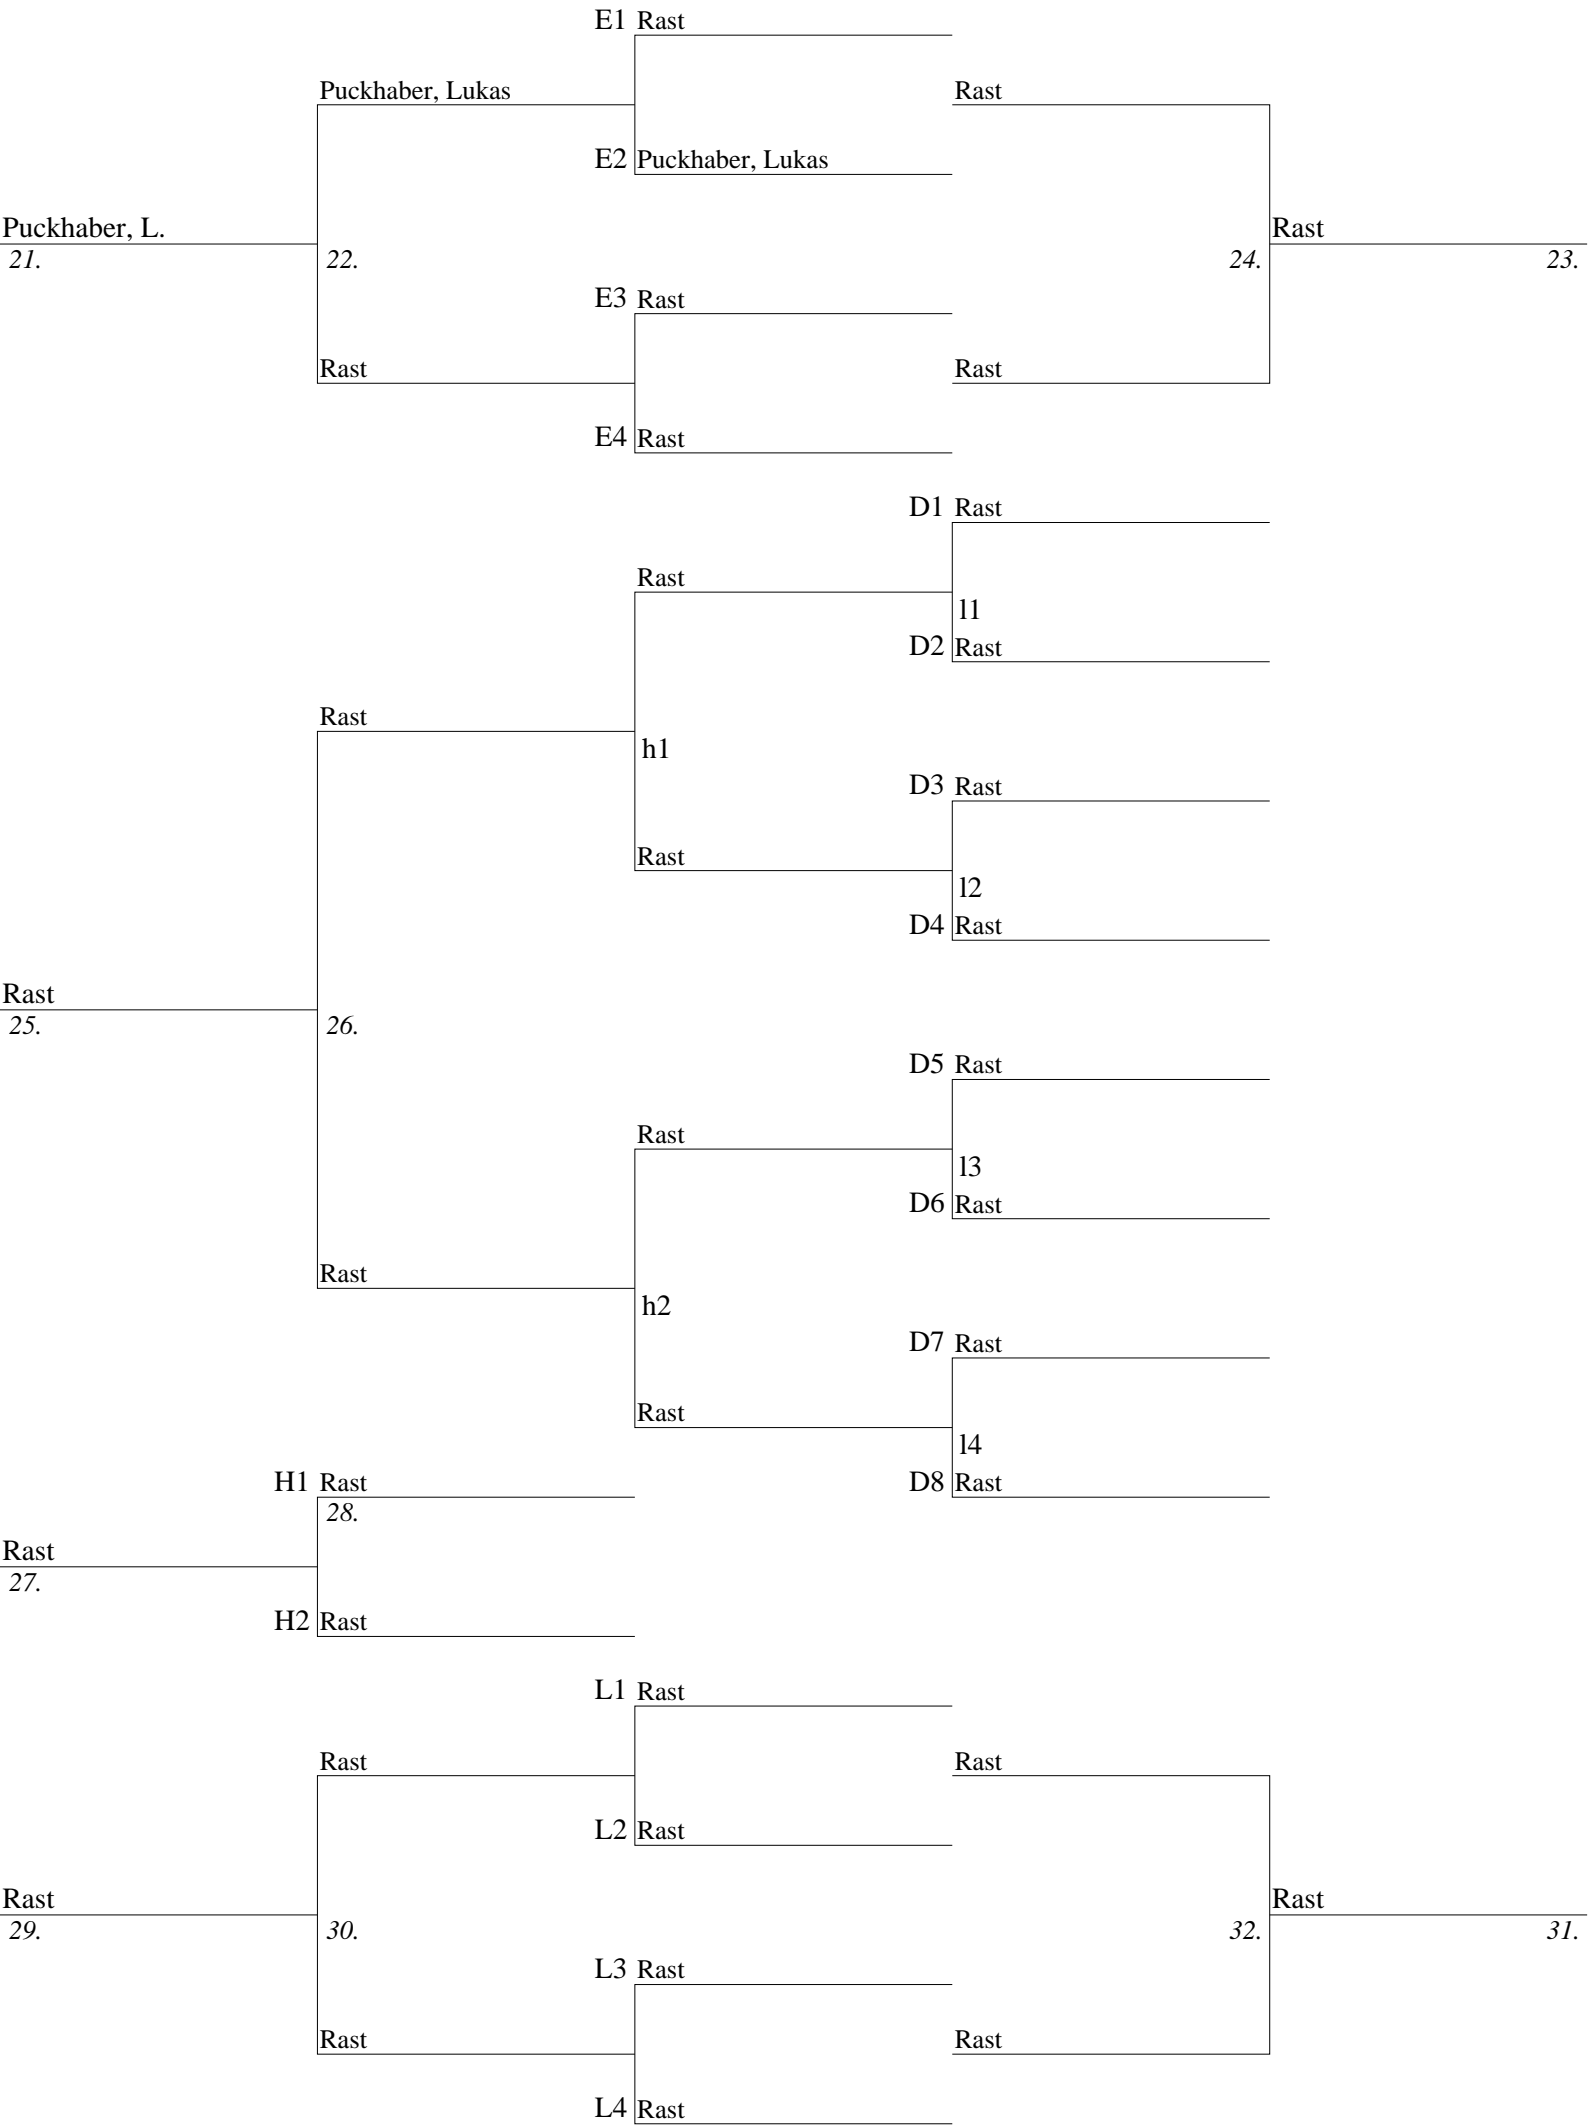 E1 Rast
Puckhaber, Lukas
Rast
E2 Puckhaber, Lukas
Puckhaber, L.
Rast
21.
22.
24.
23.
E3 Rast
Rast
Rast
E4 Rast
D1 Rast
Rast
l1
D2 Rast
Rast
h1
D3 Rast
Rast
l2
D4 Rast
Rast
25.
26.
D5 Rast
Rast
l3
D6 Rast
Rast
h2
D7 Rast
Rast
l4
H1 Rast
D8 Rast
28.
Rast
27.
H2 Rast
L1 Rast
Rast
Rast
L2 Rast
Rast
Rast
29.
30.
32.
31.
L3 Rast
Rast
Rast
L4 Rast